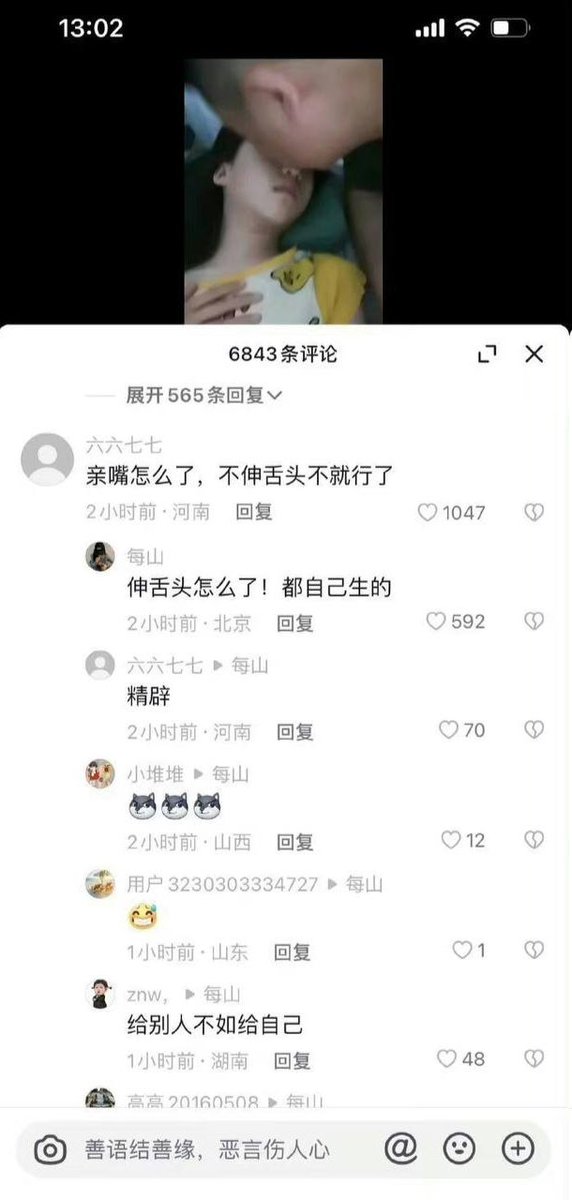 13:02
6843条评论
展开565条回复
六六七七
亲嘴怎么了，不伸舌头不就行了
2小时前·河南 回复 1047
每山
伸舌头怎么了！都自己生的
2小时前·北京 回复 592
六六七七 ▶ 每山
精辟
2小时前·河南 回复 70
小堆堆 ▶ 每山
2小时前·山西 回复 12
用户3230303334727 ▶ 每山
1小时前·山东 回复 1
znw， ▶ 每山
给别人不如给自己
1小时前·湖南 回复 48
高高20160508 ▶ 每山
善语结善缘，恶言伤人心